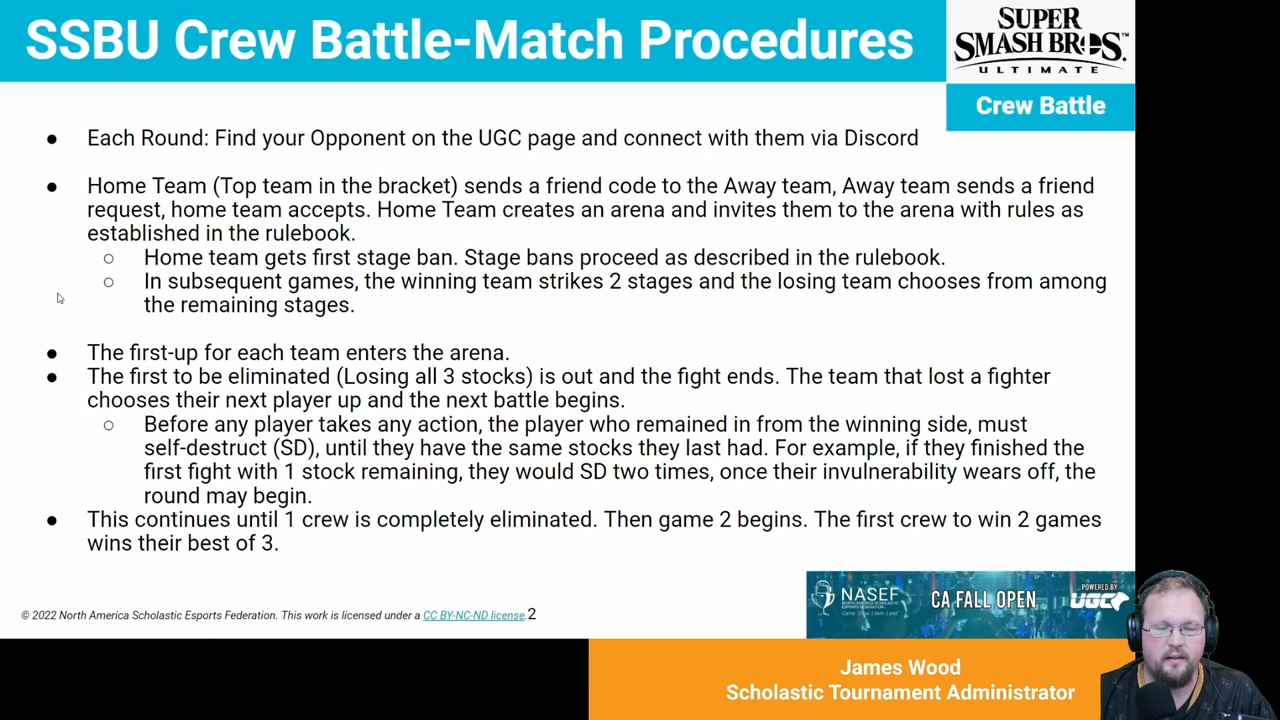 SSBU Crew Battle-Match Procedures
SUPER
SMASH BROS.™
ULTIMATE
Crew Battle
● Each Round: Find your Opponent on the UGC page and connect with them via Discord
● Home Team (Top team in the bracket) sends a friend code to the Away team, Away team sends a friend
request, home team accepts. Home Team creates an arena and invites them to the arena with rules as
established in the rulebook.
○ Home team gets first stage ban. Stage bans proceed as described in the rulebook.
○ In subsequent games, the winning team strikes 2 stages and the losing team chooses from among
the remaining stages.
● The first-up for each team enters the arena.
● The first to be eliminated (Losing all 3 stocks) is out and the fight ends. The team that lost a fighter
chooses their next player up and the next battle begins.
○ Before any player takes any action, the player who remained in from the winning side, must
self-destruct (SD), until they have the same stocks they last had. For example, if they finished the
first fight with 1 stock remaining, they would SD two times, once their invulnerability wears off, the
round may begin.
● This continues until 1 crew is completely eliminated. Then game 2 begins. The first crew to win 2 games
wins their best of 3.
© 2022 North America Scholastic Esports Federation. This work is licensed under a CC BY-NC-ND license. 2
NASEF
CA FALL OPEN
POWERED BY
UGC
James Wood
Scholastic Tournament Administrator